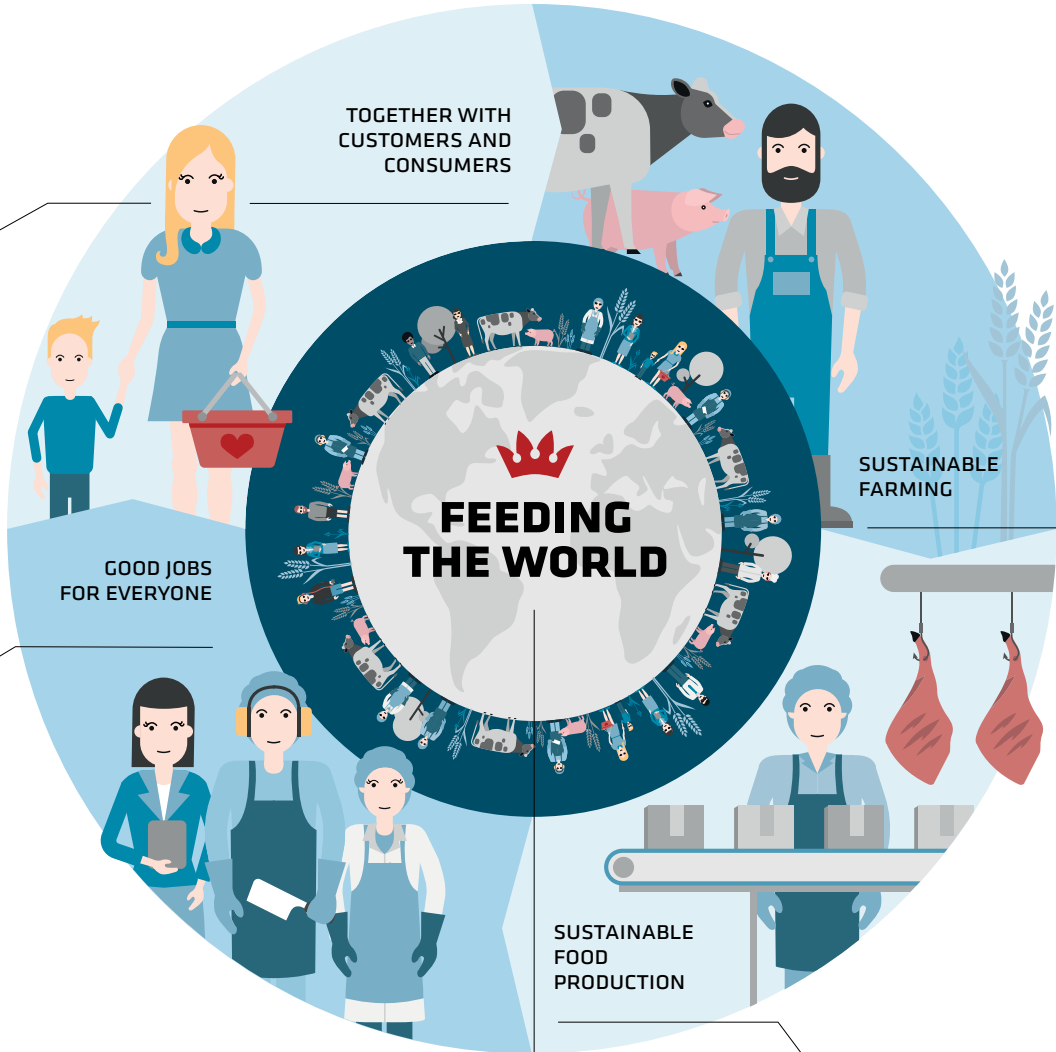 TOGETHER WITH
CUSTOMERS AND
CONSUMERS
SUSTAINABLE
FARMING
FEEDING
THE WORLD
GOOD JOBS
FOR EVERYONE
SUSTAINABLE
FOOD
PRODUCTION